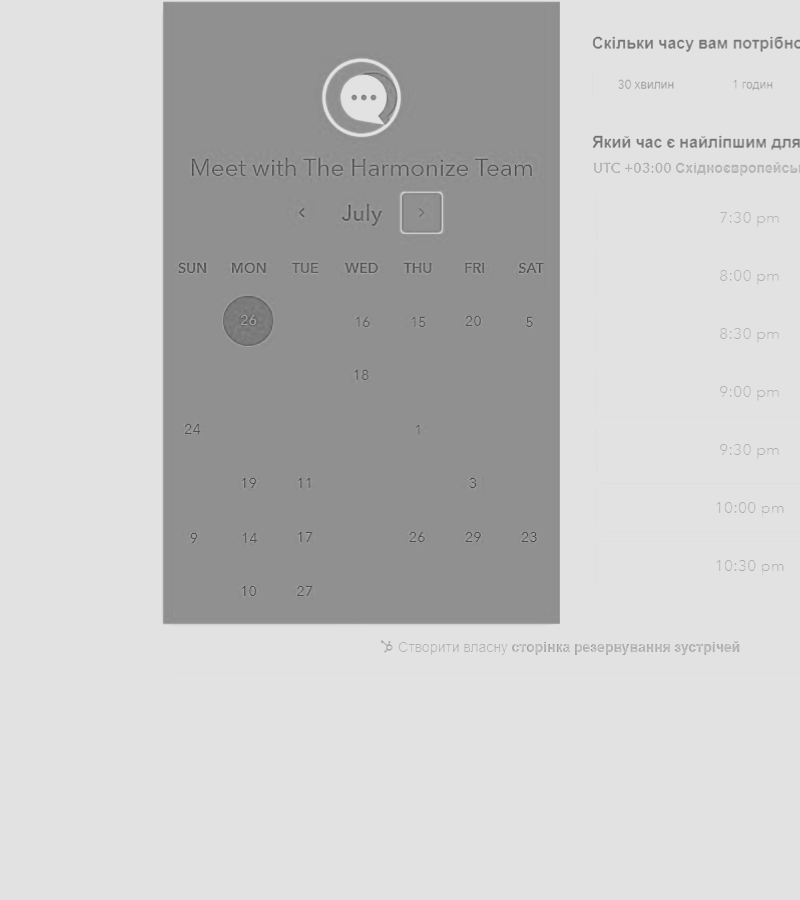 Meet with The Harmonize Team
July
SUN MON TUE WED THU FRI SAT
26 16 15 20 5
18
24 1
19 11 3
9 14 17 26 29 23
10 27
Скільки часу вам потрібно
30 хвилин 1 годин
Який час є найліпшим для
UTC +03:00 Східноєвропейсь
7:30 pm
8:00 pm
8:30 pm
9:00 pm
9:30 pm
10:00 pm
10:30 pm
Створити власну сторінка резервування зустрічей